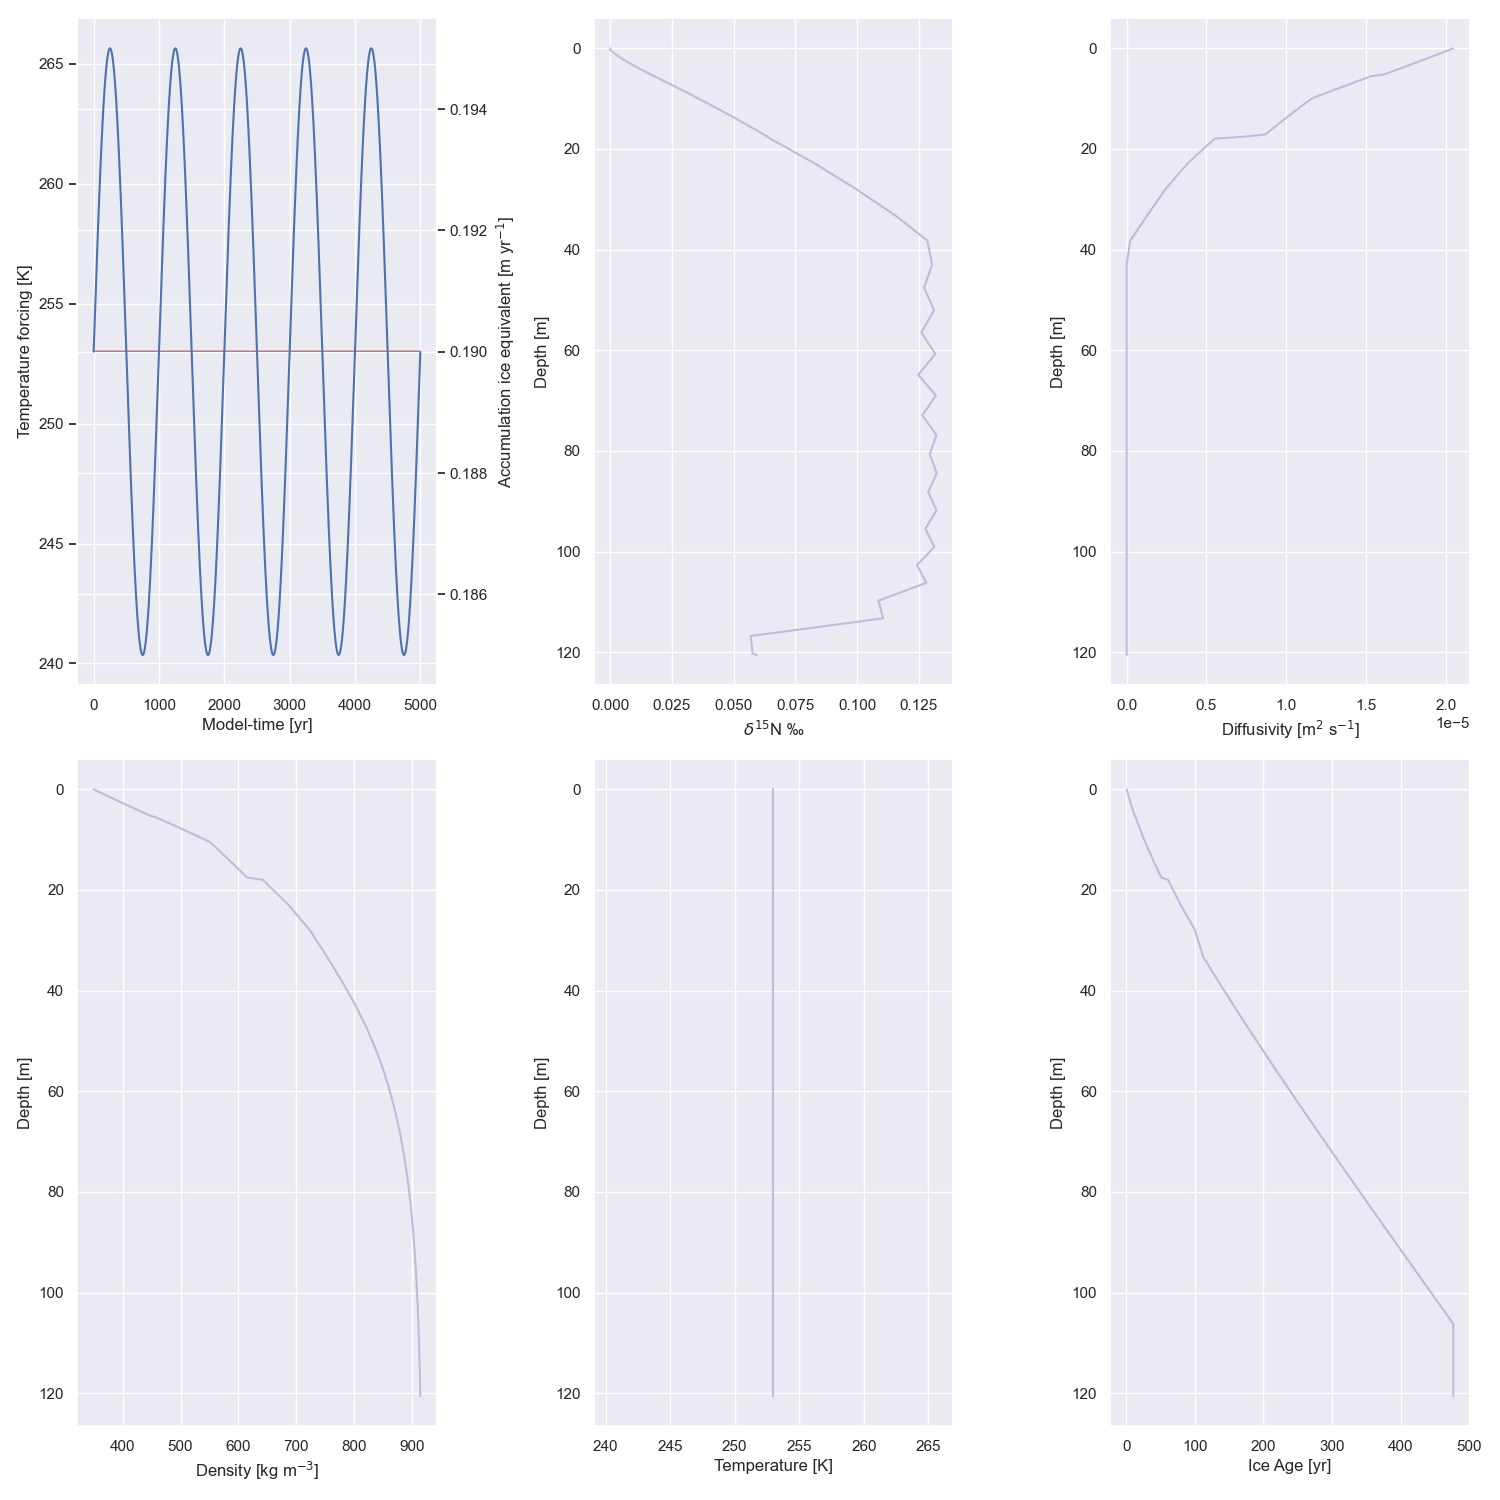 265
260
255
250
245
240
Temperature forcing [K]
0 1000 2000 3000 4000 5000
Model-time [yr]
0.194
0.192
0.190
0.188
0.186
Accumulation ice equivalent [m yr⁻¹]
0
20
40
60
80
100
120
Depth [m]
0.000 0.025 0.050 0.075 0.100 0.125
δ¹⁵N ‰
0
20
40
60
80
100
120
Depth [m]
0.0 0.5 1.0 1.5 2.0
1e−5
Diffusivity [m² s⁻¹]
0
20
40
60
80
100
120
Depth [m]
400 500 600 700 800 900
Density [kg m⁻³]
0
20
40
60
80
100
120
Depth [m]
240 245 250 255 260 265
Temperature [K]
0
20
40
60
80
100
120
Depth [m]
0 100 200 300 400 500
Ice Age [yr]